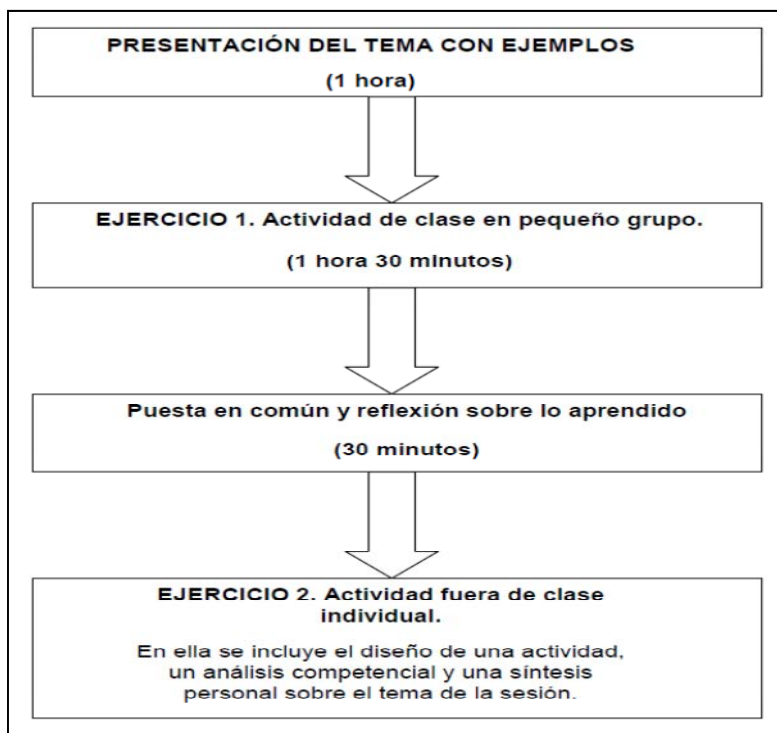 PRESENTACIÓN DEL TEMA CON EJEMPLOS
(1 hora)
EJERCICIO 1. Actividad de clase en pequeño grupo.
(1 hora 30 minutos)
Puesta en común y reflexión sobre lo aprendido
(30 minutos)
EJERCICIO 2. Actividad fuera de clase
individual.
En ella se incluye el diseño de una actividad,
un análisis competencial y una síntesis
personal sobre el tema de la sesión.